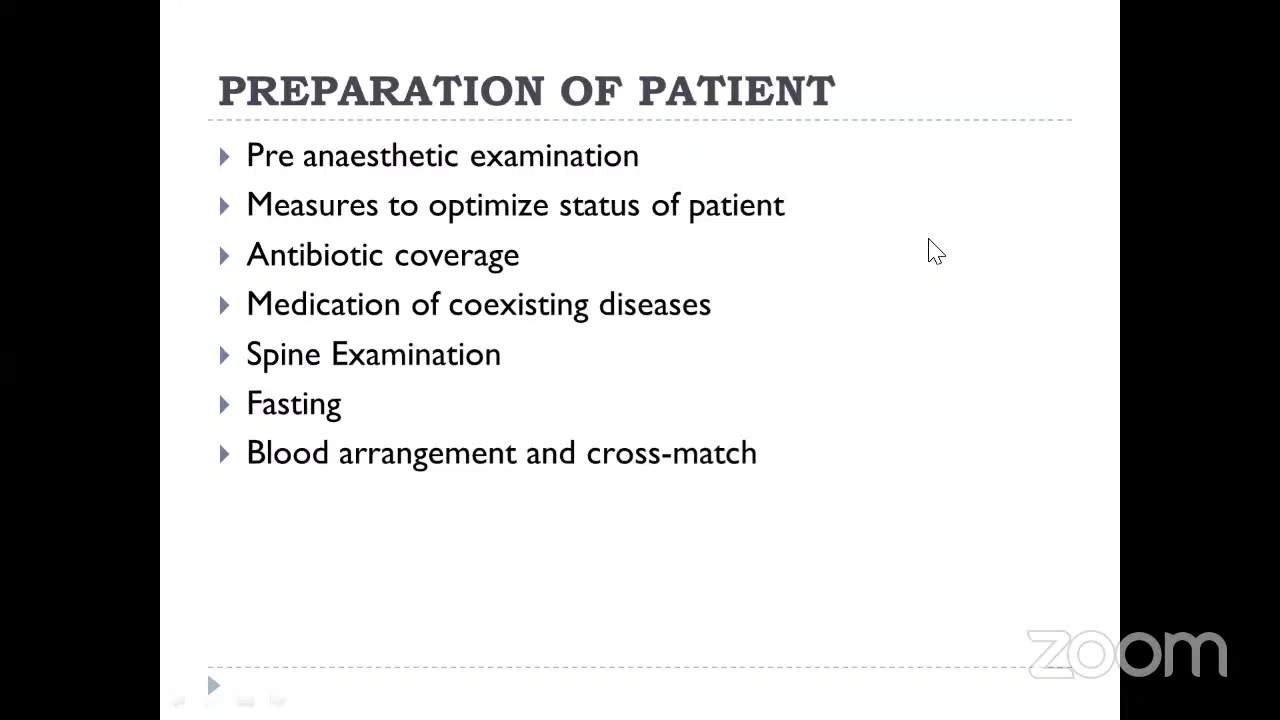 PREPARATION OF PATIENT
Pre anaesthetic examination
Measures to optimize status of patient
Antibiotic coverage
Medication of coexisting diseases
Spine Examination
Fasting
Blood arrangement and cross-match
zoom